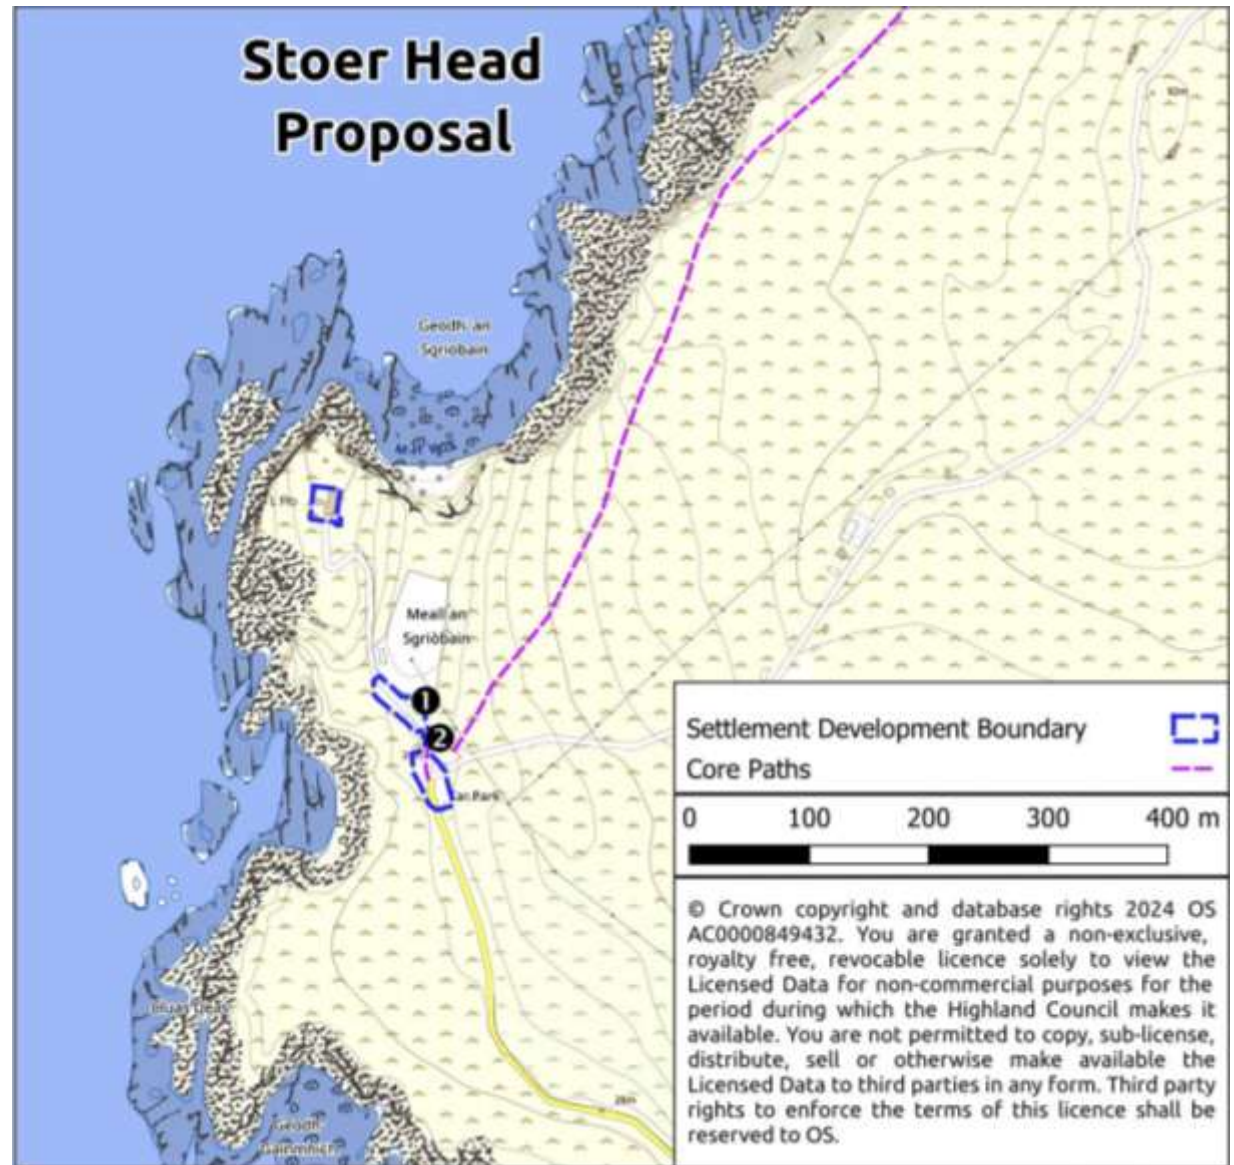 Stoer Head
Proposal
Geodh' an
Sgriobain
Meall an
Sgriobain
1
2
ar Park
Settlement Development Boundary
Core Paths
0 100 200 300 400 m
© Crown copyright and database rights 2024 OS
AC0000849432. You are granted a non-exclusive,
royalty free, revocable licence solely to view the
Licensed Data for non-commercial purposes for the
period during which the Highland Council makes it
available. You are not permitted to copy, sub-license,
distribute, sell or otherwise make available the
Licensed Data to third parties in any form. Third party
rights to enforce the terms of this licence shall be
reserved to OS.